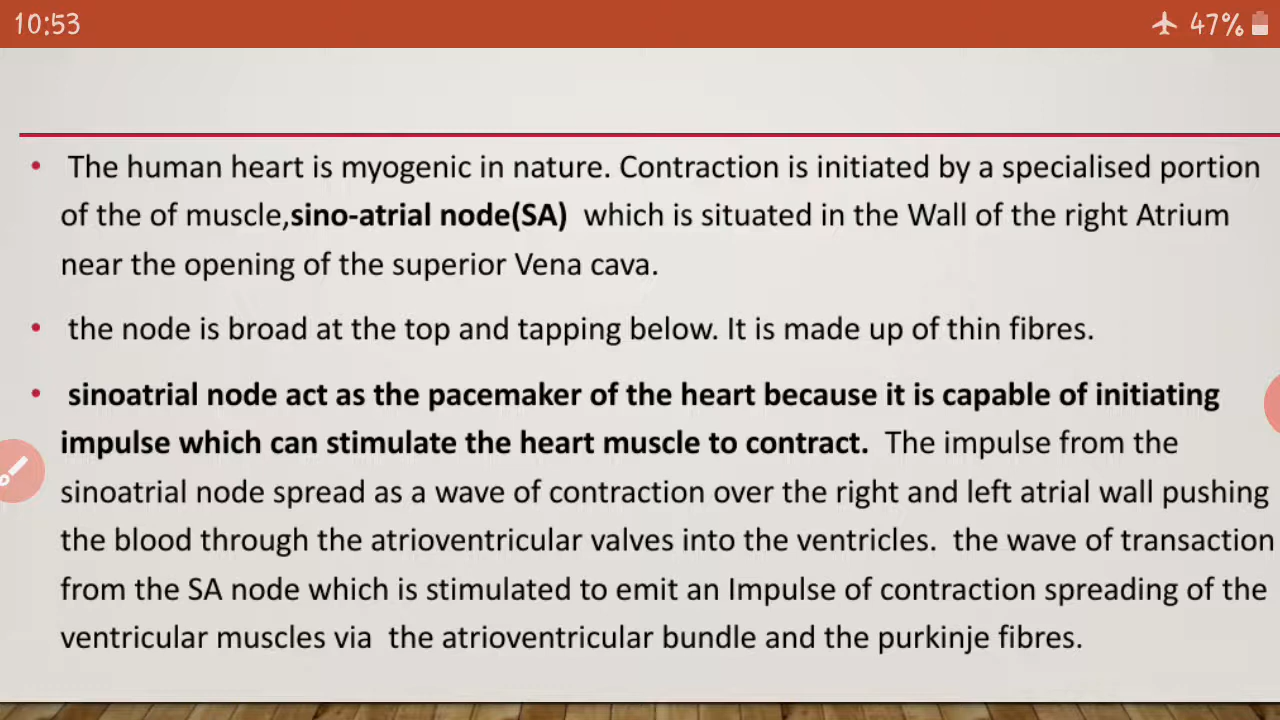 10:53
47%
• The human heart is myogenic in nature. Contraction is initiated by a specialised portion
of the of muscle,sino-atrial node(SA) which is situated in the Wall of the right Atrium
near the opening of the superior Vena cava.
• the node is broad at the top and tapping below. It is made up of thin fibres.
• sinoatrial node act as the pacemaker of the heart because it is capable of initiating
impulse which can stimulate the heart muscle to contract. The impulse from the
sinoatrial node spread as a wave of contraction over the right and left atrial wall pushing
the blood through the atrioventricular valves into the ventricles. the wave of transaction
from the SA node which is stimulated to emit an Impulse of contraction spreading of the
ventricular muscles via the atrioventricular bundle and the purkinje fibres.